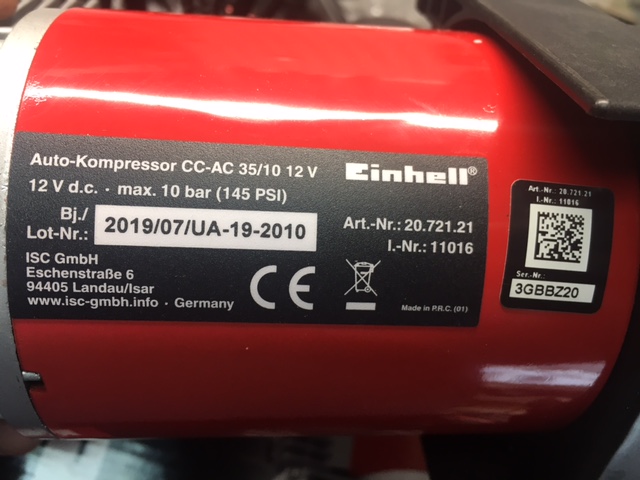 Auto-Kompressor CC-AC 35/10 12 V
Einhell®
12 V d.c. · max. 10 bar (145 PSI)
Bj./
Lot-Nr.:
2019/07/UA-19-2010
Art.-Nr.: 20.721.21
I.-Nr.: 11016
ISC GmbH
Eschenstraße 6
94405 Landau/Isar
www.isc-gmbh.info · Germany
CE
Made in P.R.C. (01)
Art.-Nr.: 20.721.21
I.-Nr.: 11016
Ser.-Nr.:
3GBBZ20